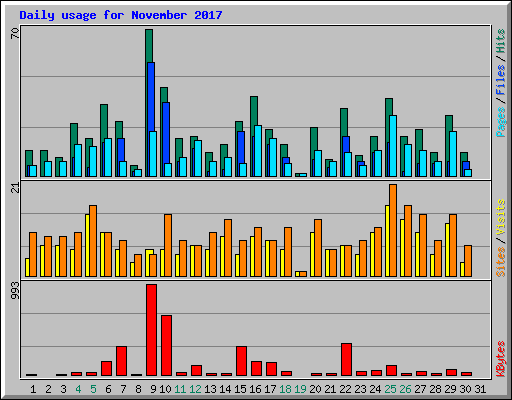 Daily usage for November 2017
70
Pages / Files / Hits
21
Sites / Visits
993
KBytes
1 2 3 4 5 6 7 8 9 10 11 12 13 14 15 16 17 18 19 20 21 22 23 24 25 26 27 28 29 30 31